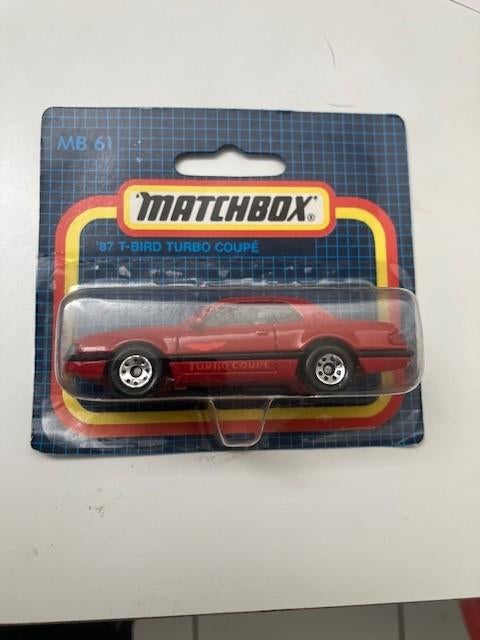 MB 61
"MATCHBOX"®
'87 T-BIRD TURBO COUPÉ
TURBO COUPE